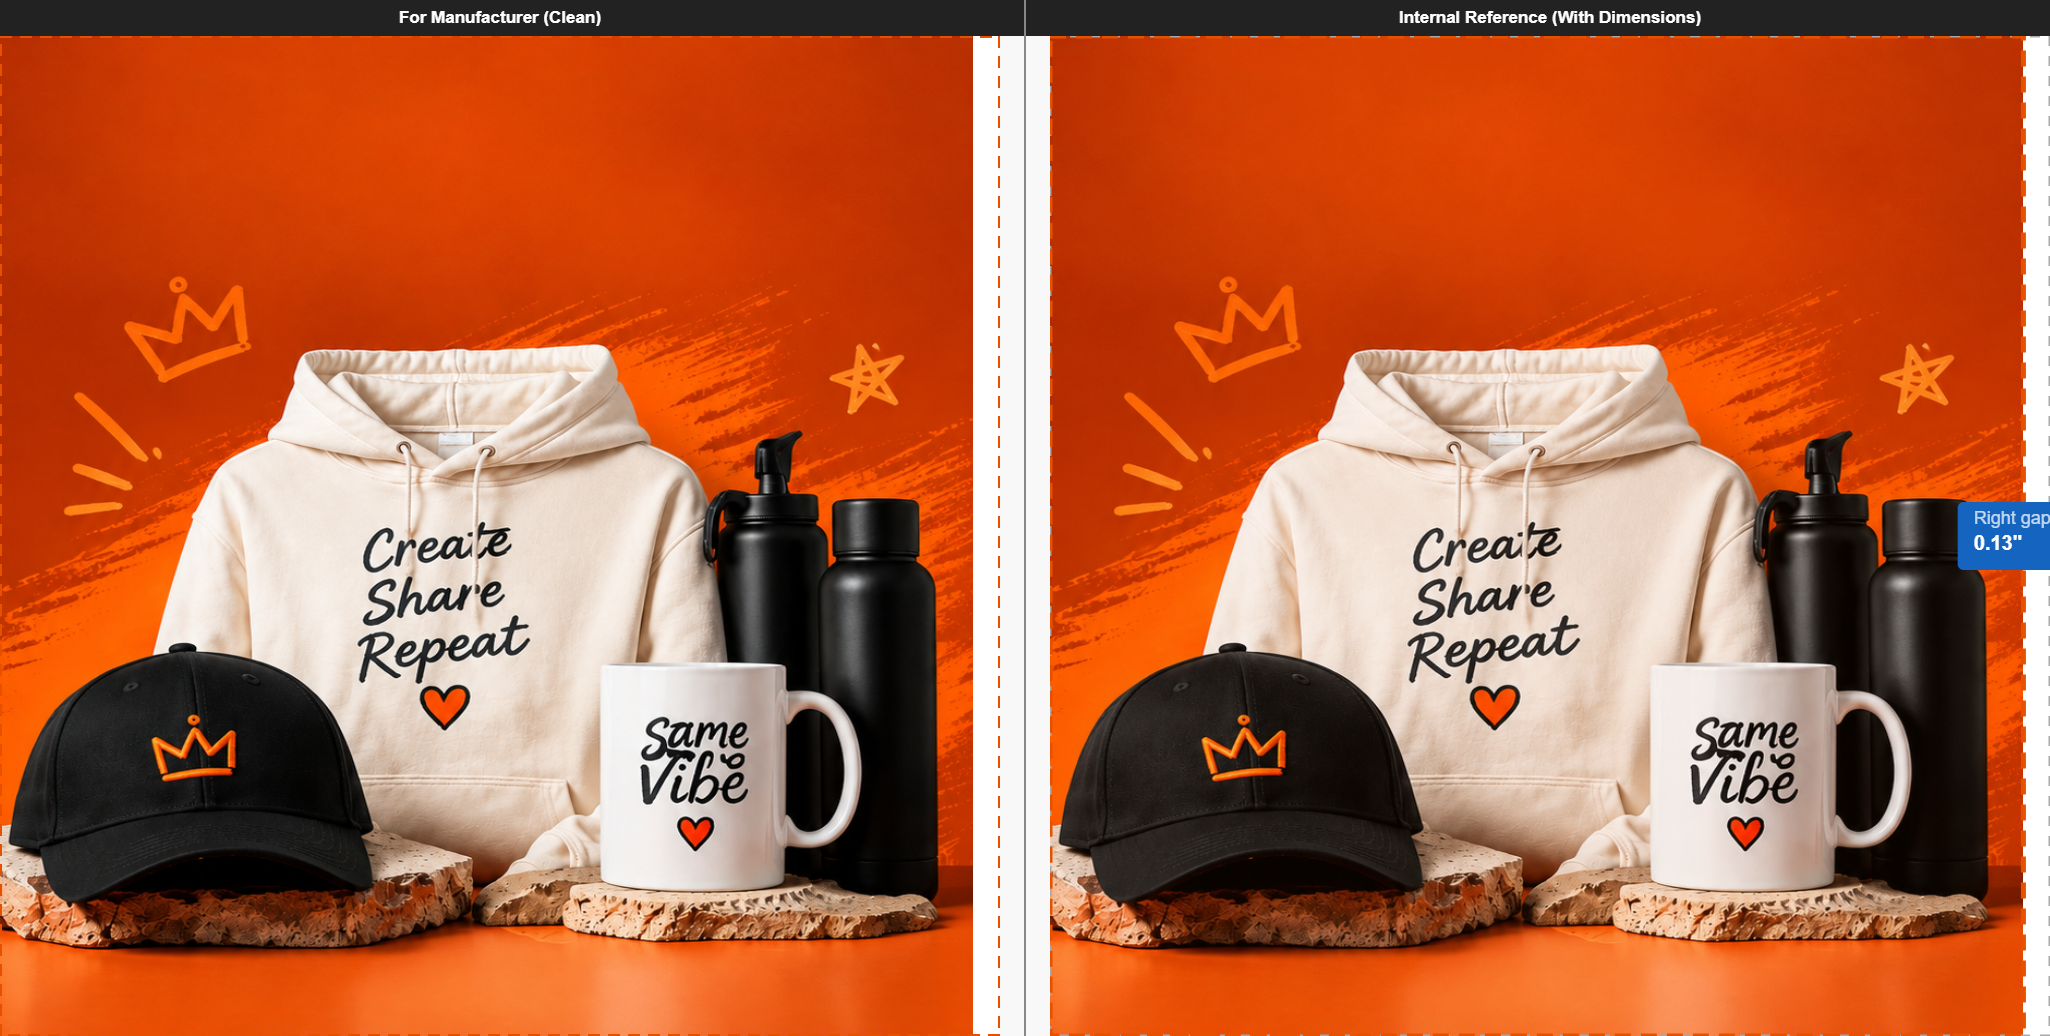 For Manufacturer (Clean)
Internal Reference (With Dimensions)
Create
Share
Repeat
Same
Vibe
Create
Share
Repeat
Same
Vibe
Right gap
0.13"